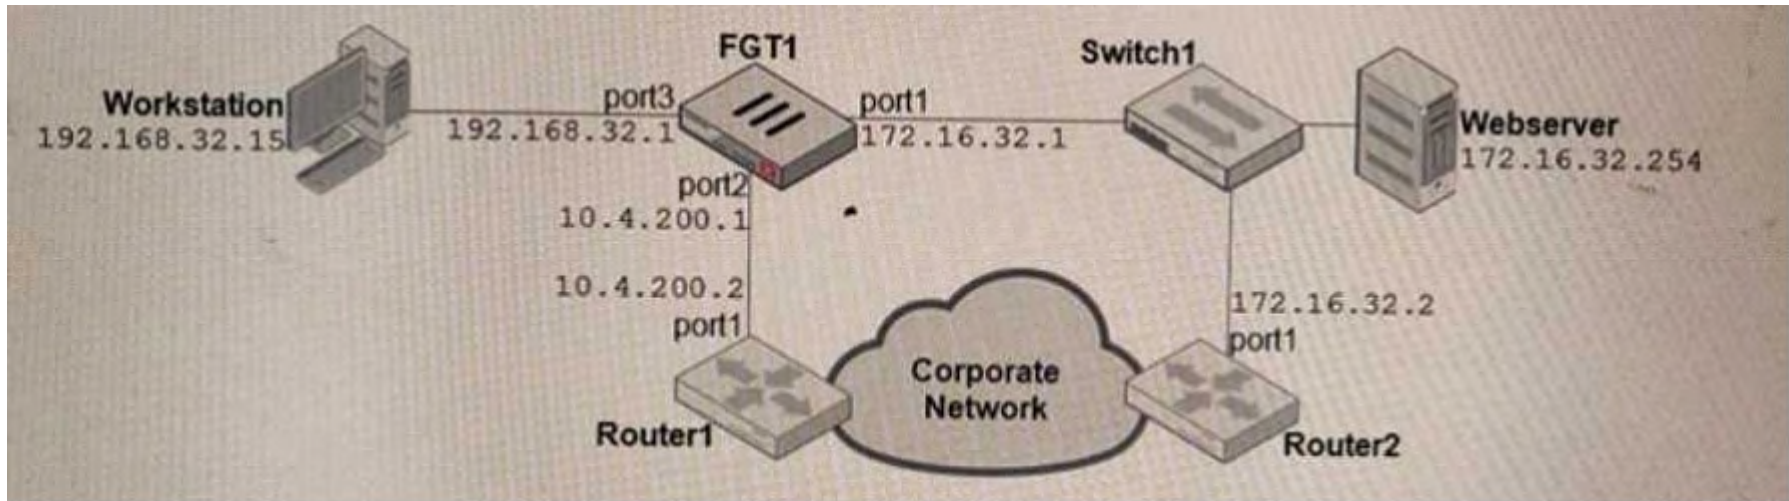 FGT1
Switch1
Workstation
192.168.32.15
port3
192.168.32.1
port1
172.16.32.1
Webserver
172.16.32.254
port2
10.4.200.1
10.4.200.2
port1
172.16.32.2
port1
Corporate
Network
Router1
Router2